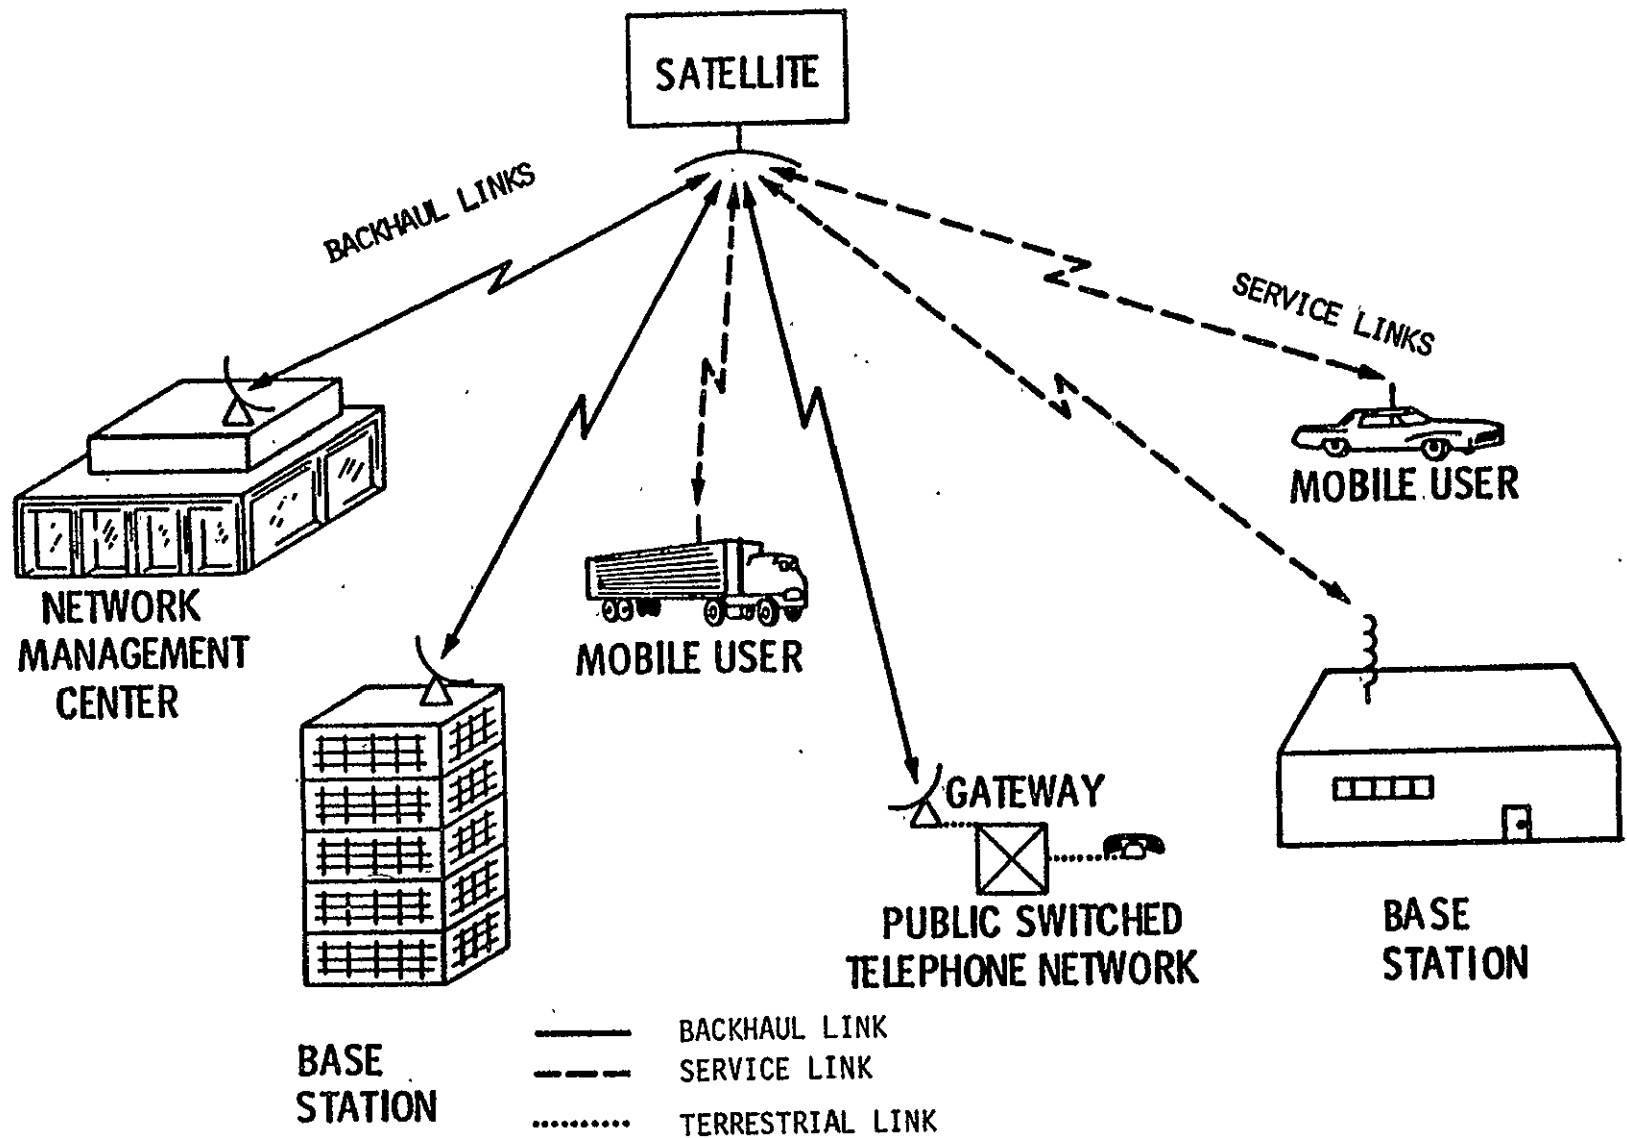 SATELLITE
BACKHAUL LINKS
SERVICE LINKS
MOBILE USER
NETWORK
MANAGEMENT
CENTER
MOBILE USER
GATEWAY
PUBLIC SWITCHED
TELEPHONE NETWORK
BASE
STATION
BASE
STATION
BACKHAUL LINK
SERVICE LINK
TERRESTRIAL LINK